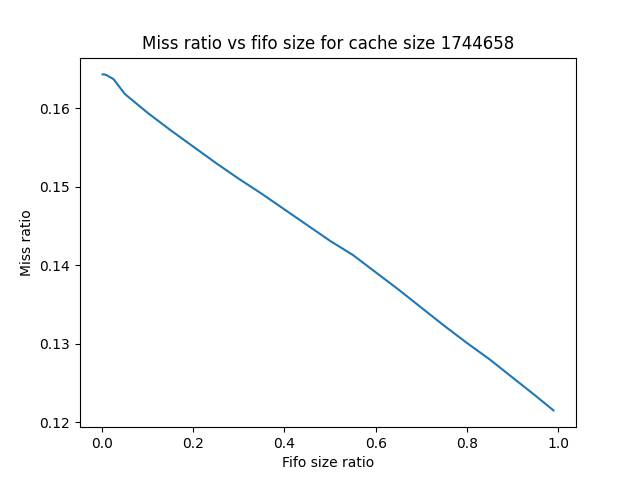 Miss ratio vs fifo size for cache size 1744658
Miss ratio
0.16
0.15
0.14
0.13
0.12
0.0 0.2 0.4 0.6 0.8 1.0
Fifo size ratio